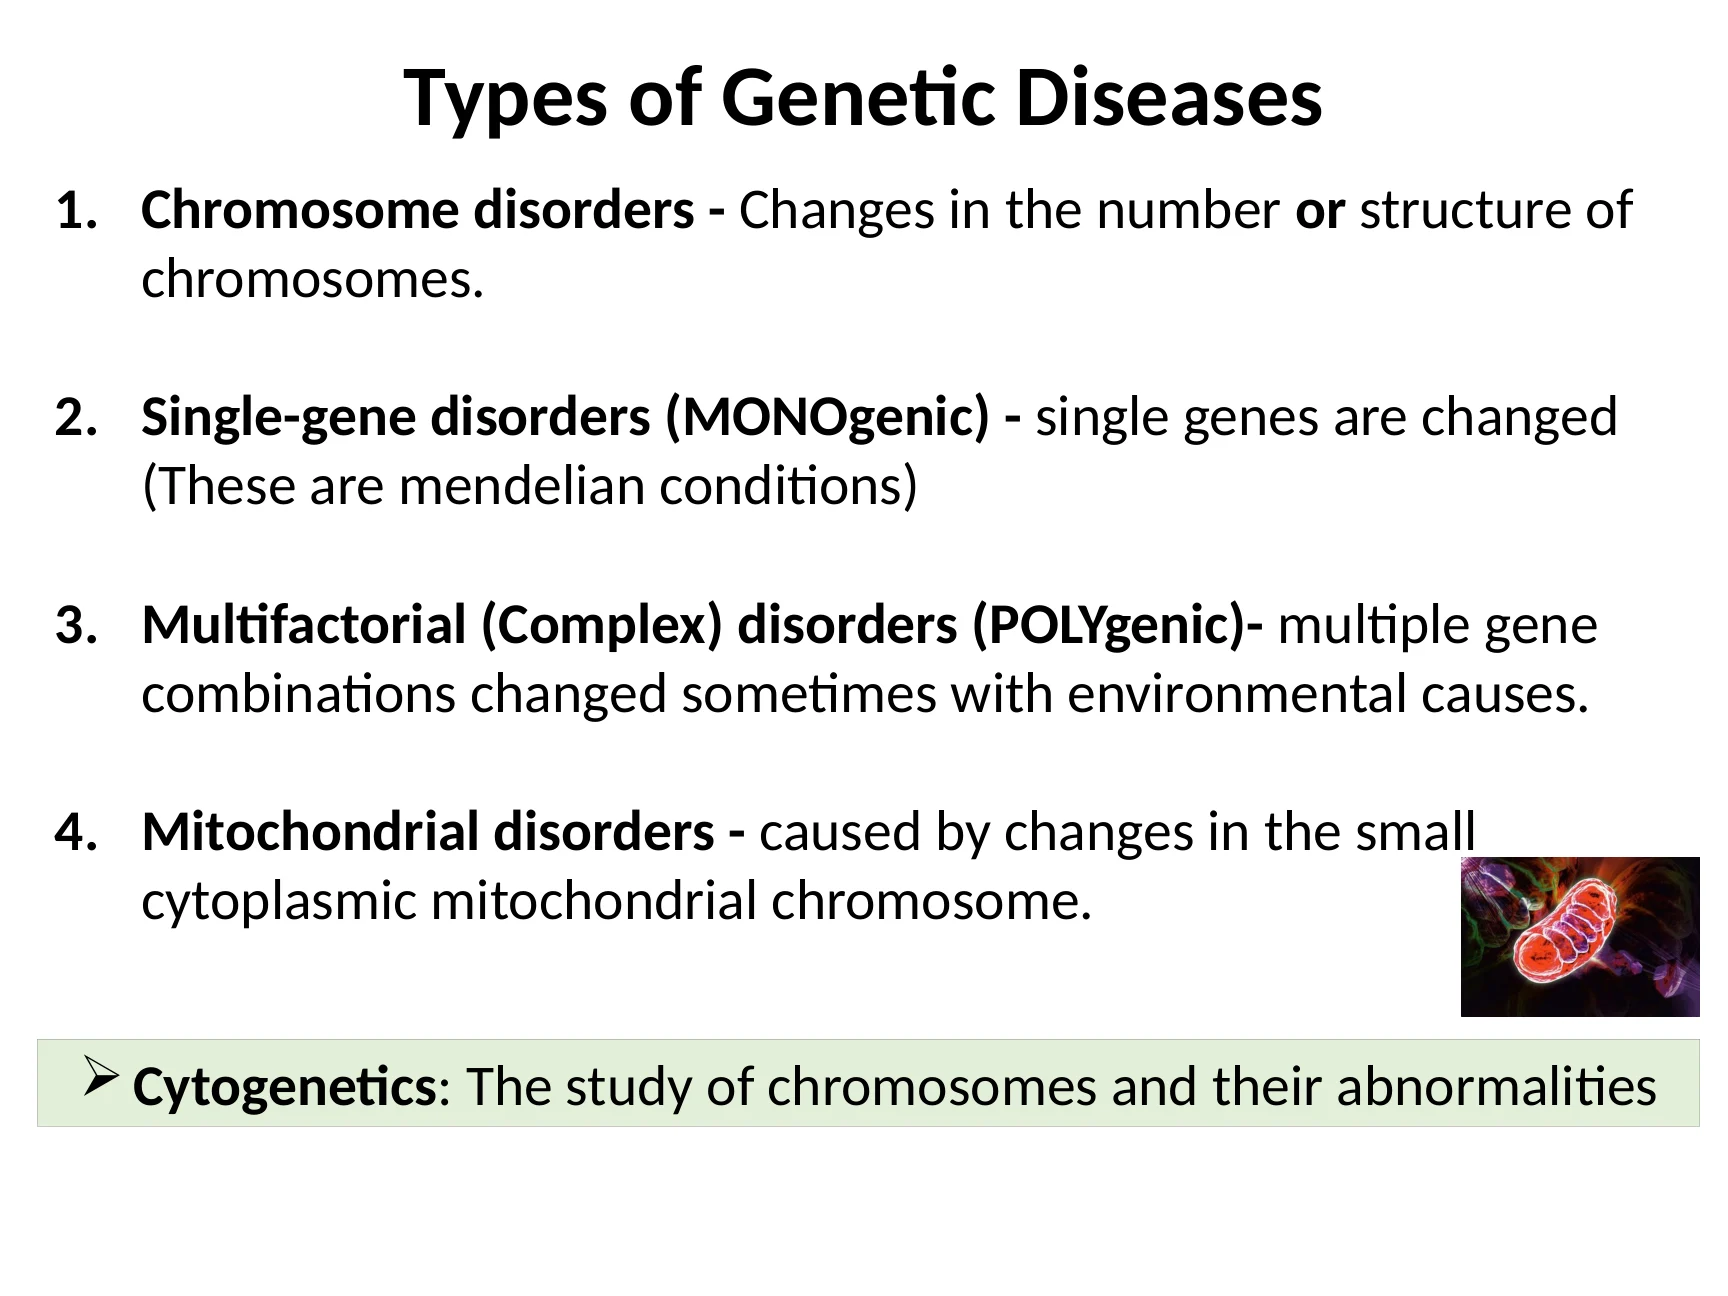 Types of Genetic Diseases
1. Chromosome disorders - Changes in the number or structure of
chromosomes.
2. Single-gene disorders (MONOgenic) - single genes are changed
(These are mendelian conditions)
3. Multifactorial (Complex) disorders (POLYgenic)- multiple gene
combinations changed sometimes with environmental causes.
4. Mitochondrial disorders - caused by changes in the small
cytoplasmic mitochondrial chromosome.
➢ Cytogenetics: The study of chromosomes and their abnormalities